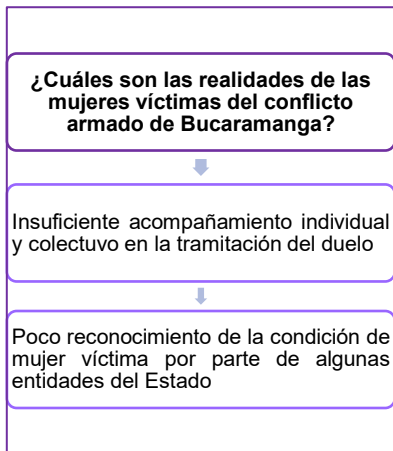 ¿Cuáles son las realidades de las
mujeres víctimas del conflicto
armado de Bucaramanga?
Insuficiente acompañamiento individual
y colectuvo en la tramitación del duelo
Poco reconocimiento de la condición de
mujer víctima por parte de algunas
entidades del Estado